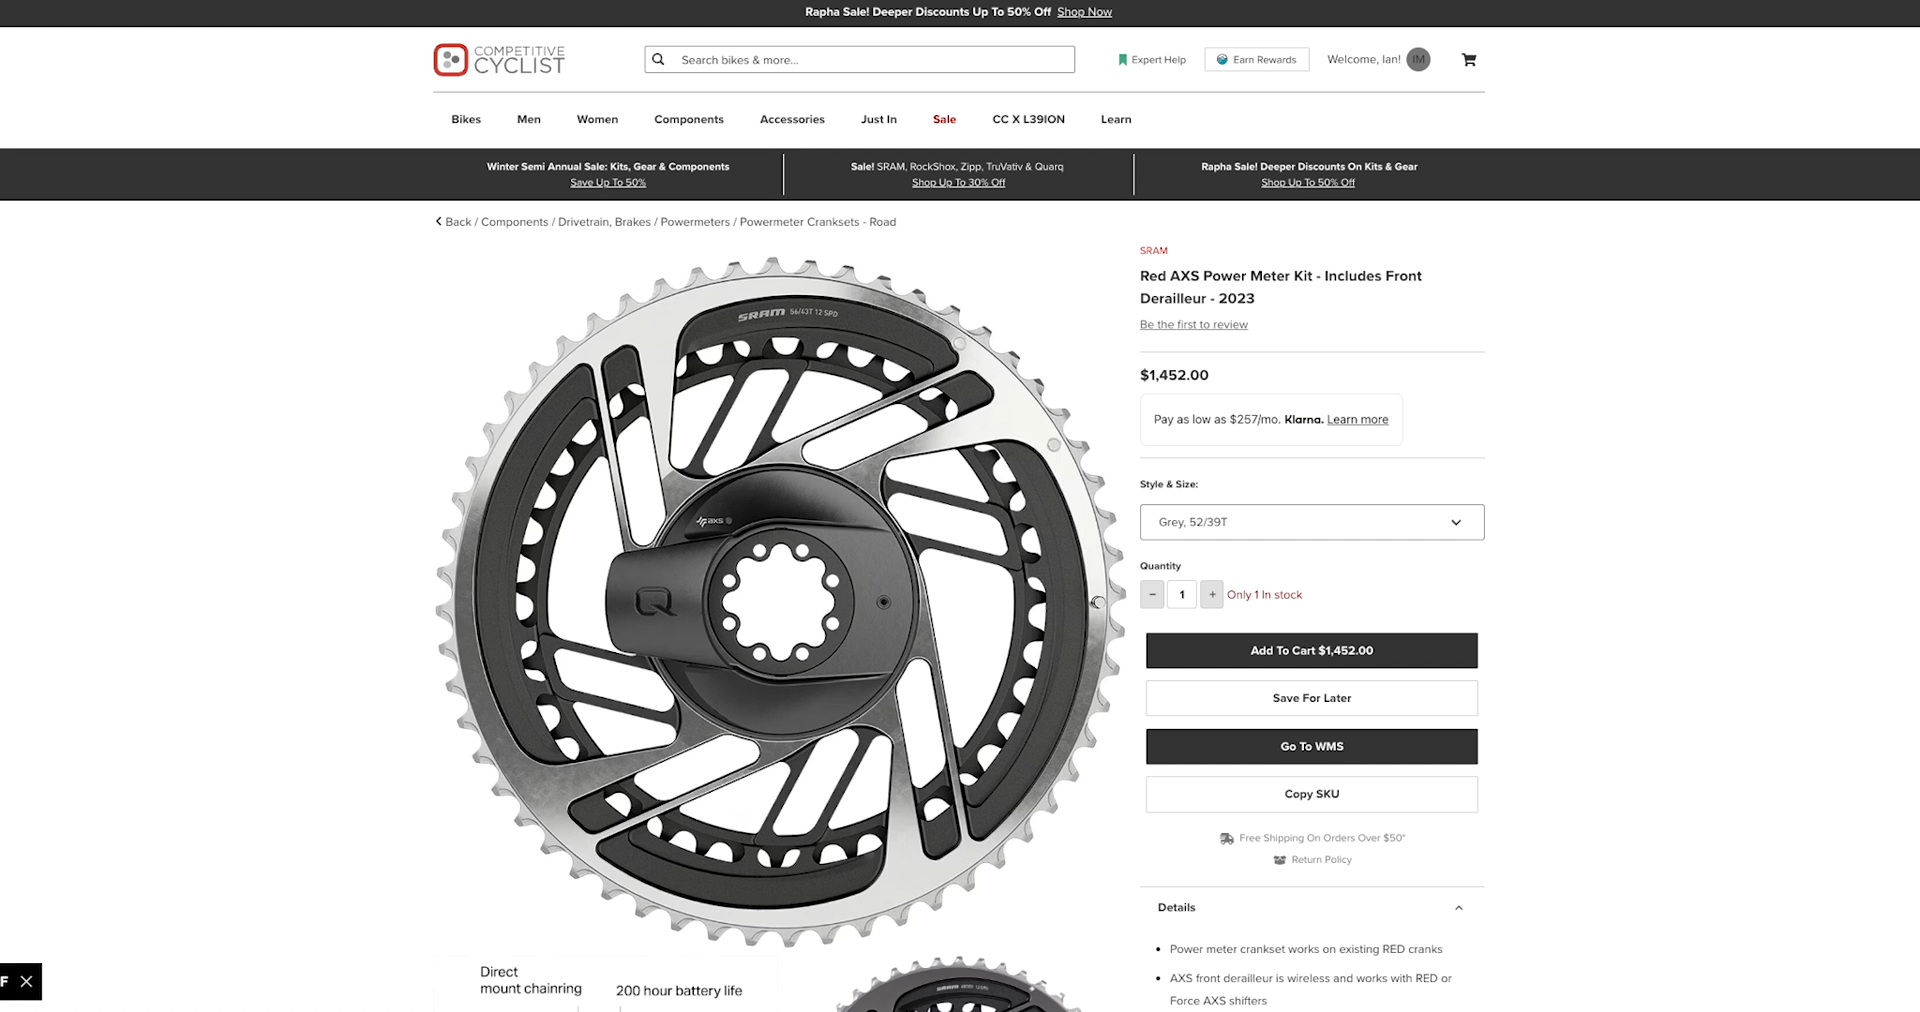 Rapha Sale! Deeper Discounts Up To 50% Off Shop Now
COMPETITIVE
CYCLIST
Search bikes & more...
Expert Help
Earn Rewards
Welcome, Ian!
IM
Bikes
Men
Women
Components
Accessories
Just In
Sale
CC X L39ION
Learn
Winter Semi Annual Sale: Kits, Gear & Components
Save Up To 50%
Sale! SRAM, RockShox, Zipp, TruVativ & Quarq
Shop Up To 30% Off
Rapha Sale! Deeper Discounts On Kits & Gear
Shop Up To 50% Off
Back / Components / Drivetrain, Brakes / Powermeters / Powermeter Cranksets - Road
SRAM 56/43T 12 SPD
axs
Q
SRAM
Red AXS Power Meter Kit - Includes Front
Derailleur - 2023
Be the first to review
$1,452.00
Pay as low as $257/mo. Klarna. Learn more
Style & Size:
Grey, 52/39T
Quantity
- 1 + Only 1 In stock
Add To Cart $1,452.00
Save For Later
Go To WMS
Copy SKU
Free Shipping On Orders Over $50*
Return Policy
Details
Power meter crankset works on existing RED cranks
AXS front derailleur is wireless and works with RED or
Force AXS shifters
Direct
mount chainring
200 hour battery life
SRAM
F